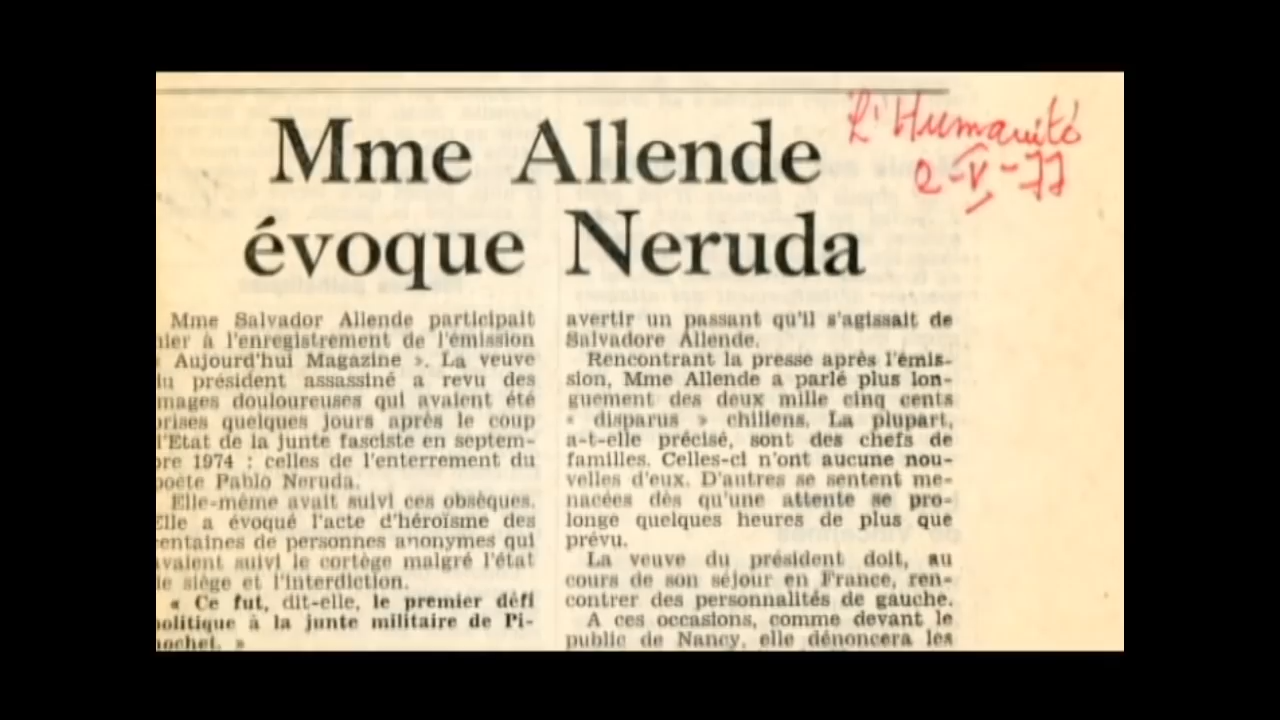 Mme Allende
évoque Neruda
L'Humanité
2-V-77
Mme Salvador Allende participait
hier à l'enregistrement de l'émission
« Aujourd'hui Magazine ». La veuve
du président assassiné a revu des
images douloureuses qui avaient été
prises quelques jours après le coup
d'Etat de la junte fasciste en septem-
bre 1974 : celles de l'enterrement du
poète Pablo Neruda.
Elle-même avait suivi ces obsèques.
Elle a évoqué l'acte d'héroïsme des
centaines de personnes anonymes qui
avaient suivi le cortège malgré l'état
de siège et l'interdiction.
« Ce fut, dit-elle, le premier défi
politique à la junte militaire de Pi-
nochet. »
avertir un passant qu'il s'agissait de
Salvadore Allende.
Rencontrant la presse après l'émis-
sion, Mme Allende a parlé plus lon-
guement des deux mille cinq cents
« disparus » chiliens. La plupart,
a-t-elle précisé, sont des chefs de
familles. Celles-ci n'ont aucune nou-
velles d'eux. D'autres se sentent me-
nacées dès qu'une attente se pro-
longe quelques heures de plus que
prévu.
La veuve du président doit, au
cours de son séjour en France, ren-
contrer des personnalités de gauche.
A ces occasions, comme devant le
public de Nancy, elle dénoncera les